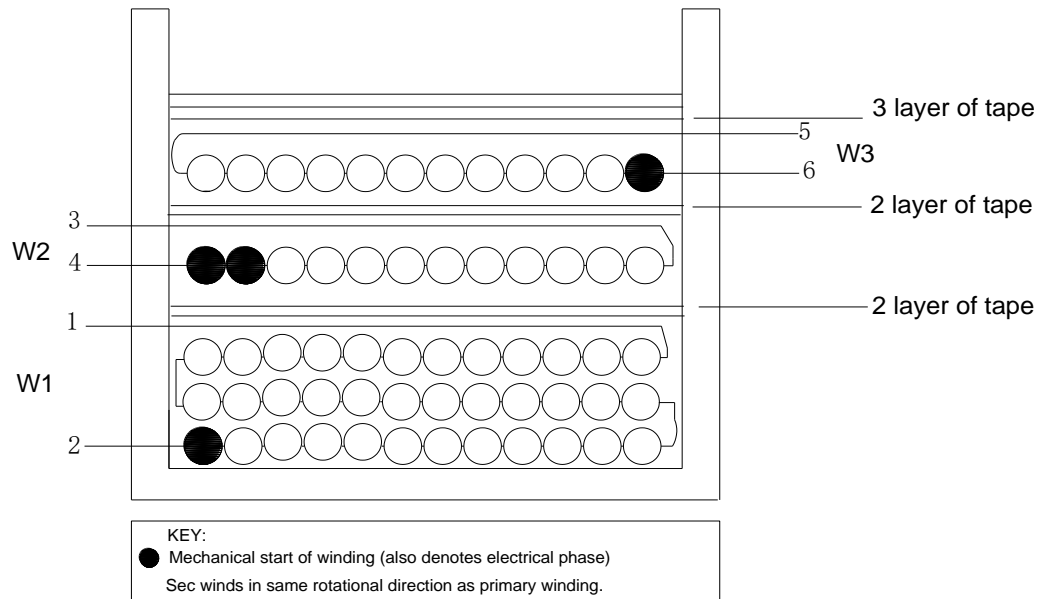 3 layer of tape
5
W3
6
2 layer of tape
3
W2
4
2 layer of tape
1
W1
2
KEY:
Mechanical start of winding (also denotes electrical phase)
Sec winds in same rotational direction as primary winding.